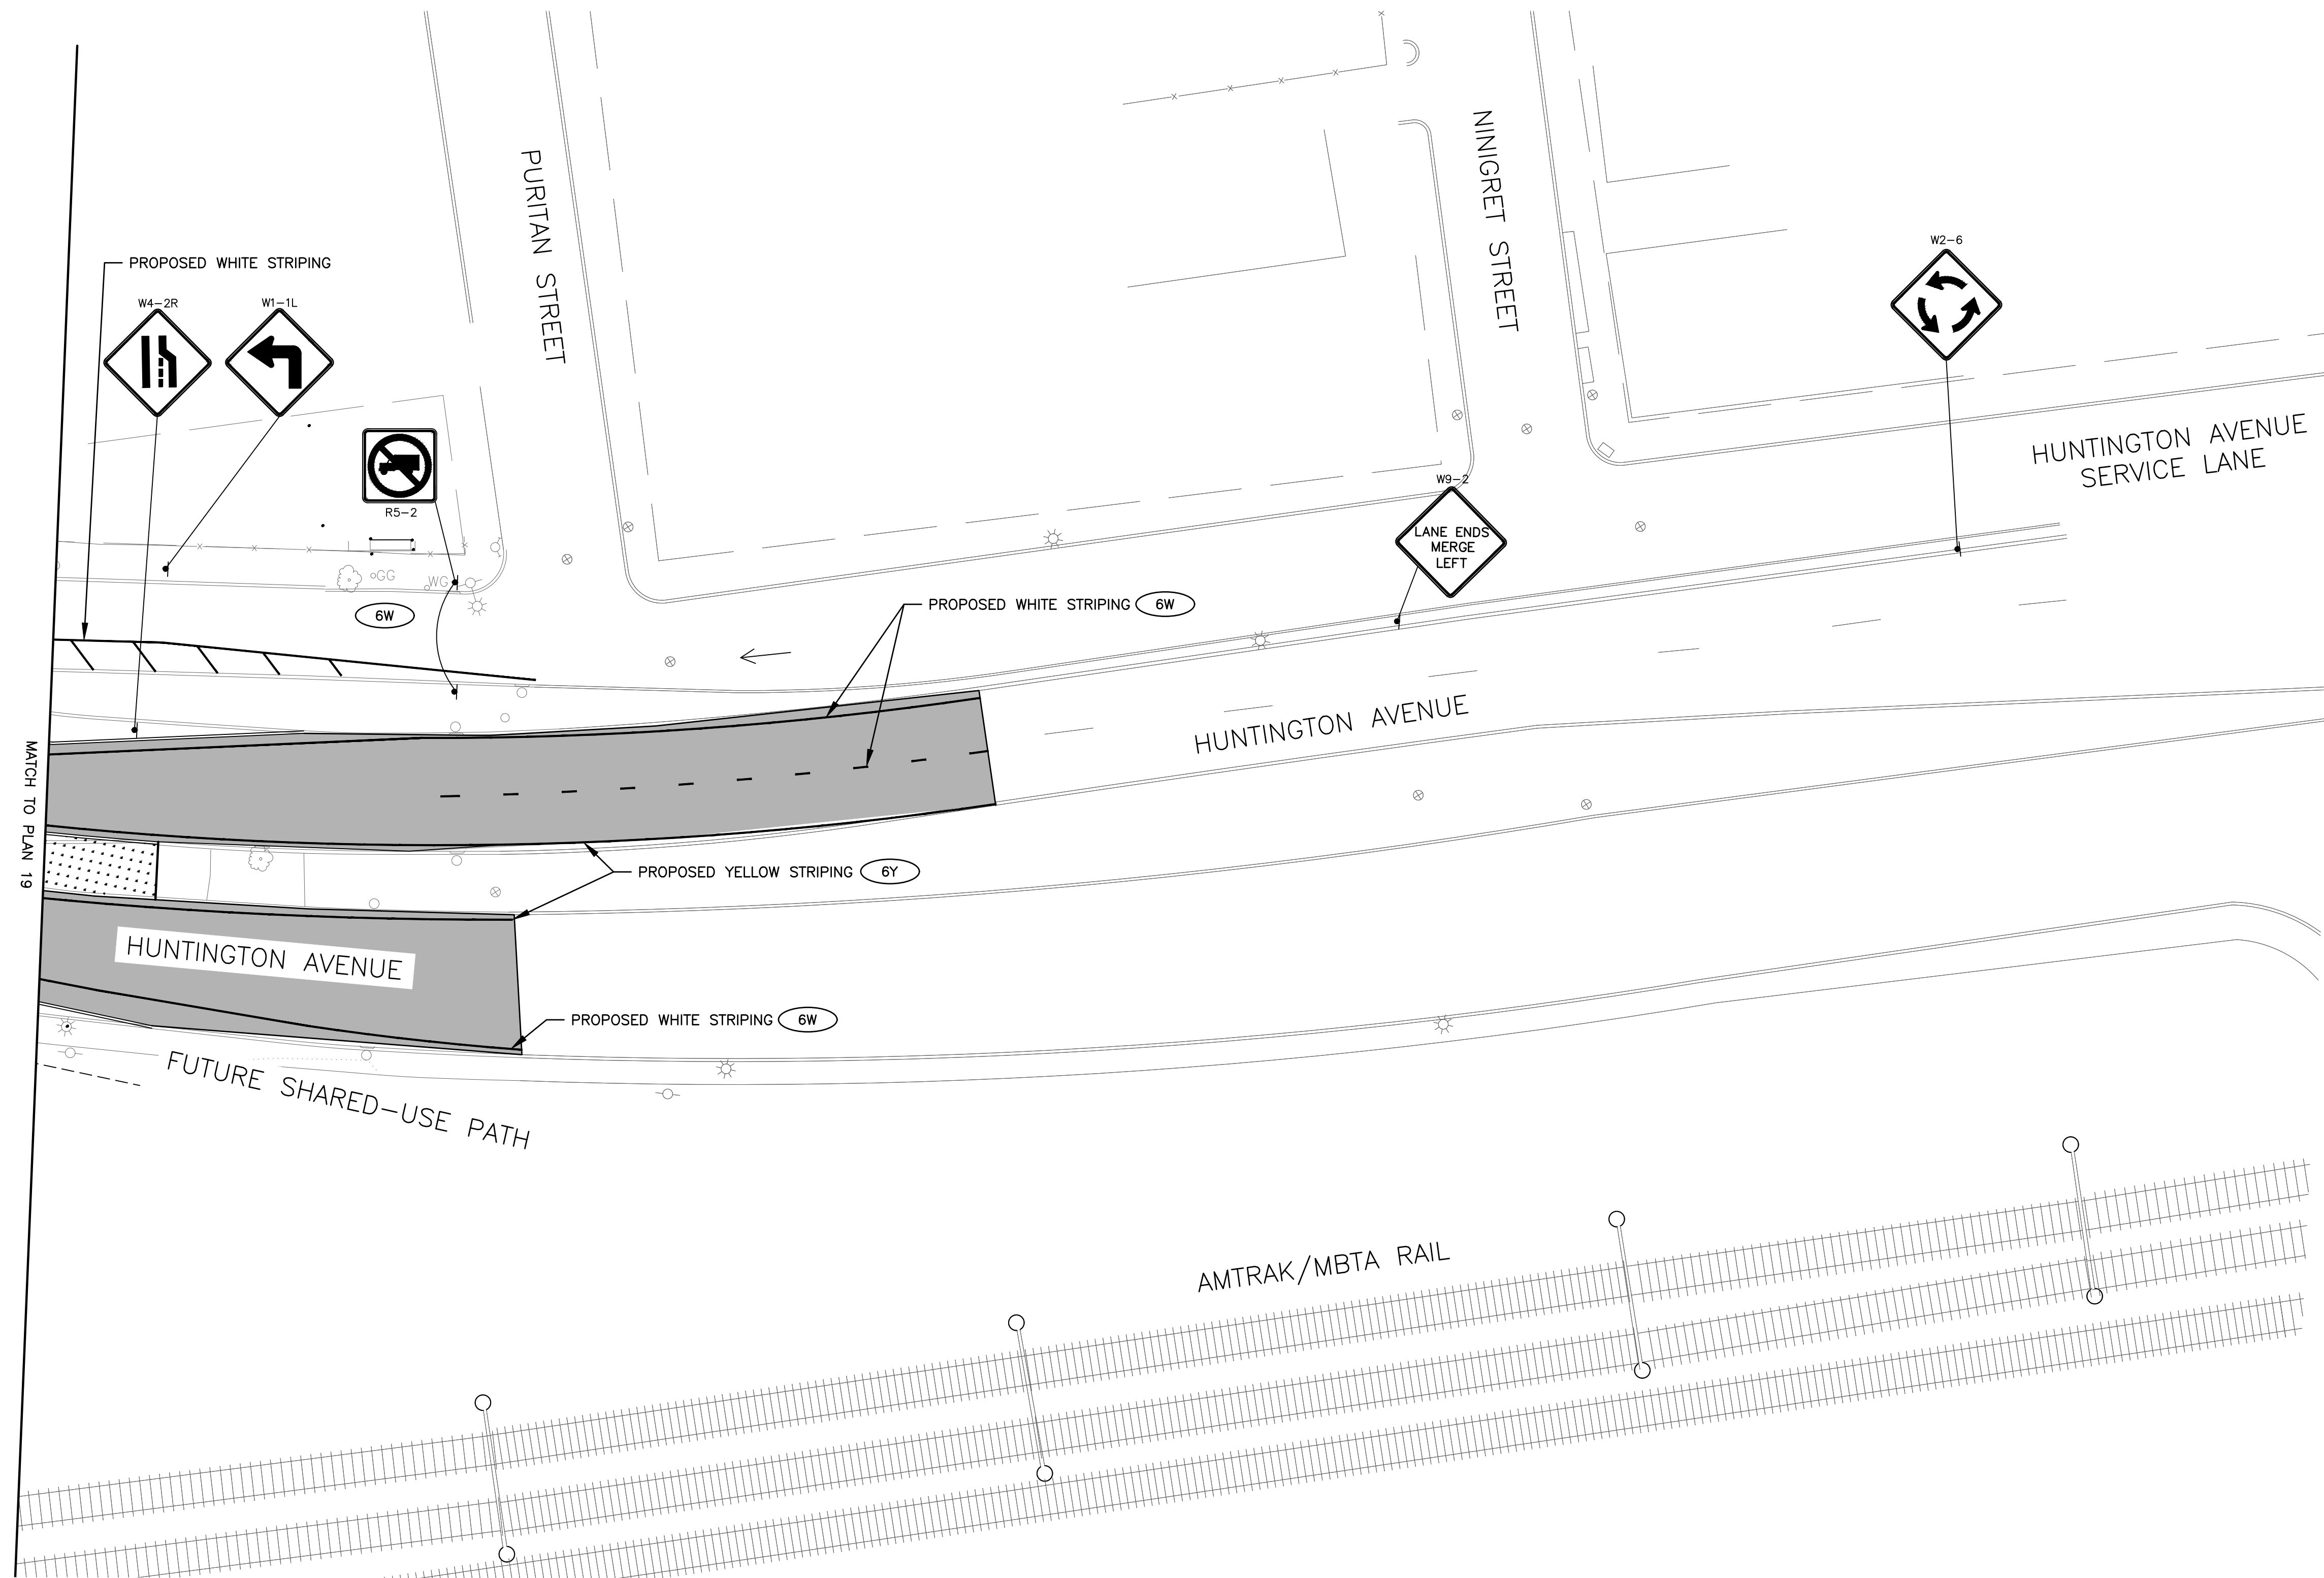 PROPOSED WHITE STRIPING
W4-2R
W1-1L
R5-2
PURITAN STREET
NINIGRET STREET
W2-6
HUNTINGTON AVENUE
SERVICE LANE
W9-2
LANE ENDS
MERGE
LEFT
GG
WG
6W
PROPOSED WHITE STRIPING 6W
HUNTINGTON AVENUE
MATCH TO PLAN 19
PROPOSED YELLOW STRIPING 6Y
HUNTINGTON AVENUE
PROPOSED WHITE STRIPING 6W
FUTURE SHARED-USE PATH
AMTRAK/MBTA RAIL